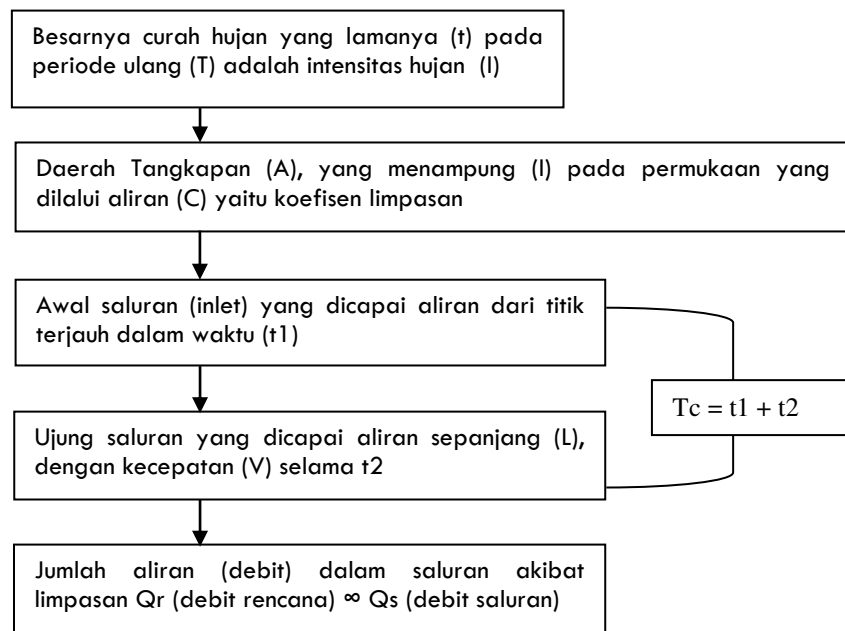 Besarnya curah hujan yang lamanya (t) pada
periode ulang (T) adalah intensitas hujan (I)
Daerah Tangkapan (A), yang menampung (I) pada permukaan yang
dilalui aliran (C) yaitu koefisen limpasan
Awal saluran (inlet) yang dicapai aliran dari titik
terjauh dalam waktu (t1)
Tc = t1 + t2
Ujung saluran yang dicapai aliran sepanjang (L),
dengan kecepatan (V) selama t2
Jumlah aliran (debit) dalam saluran akibat
limpasan Qr (debit rencana) ∞ Qs (debit saluran)